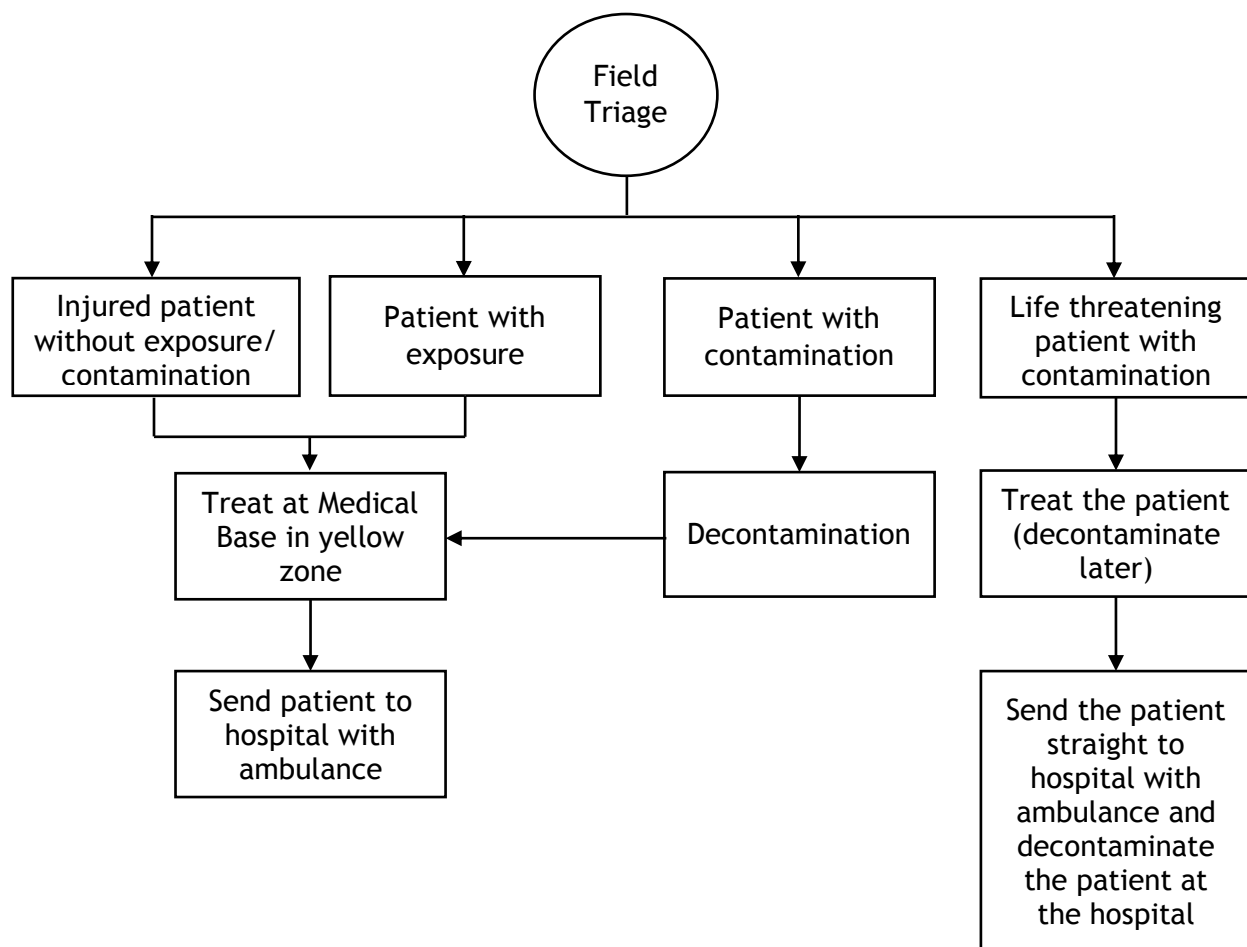 Field
Triage
Injured patient
without exposure/
contamination
Patient with
exposure
Patient with
contamination
Life threatening
patient with
contamination
Treat at Medical
Base in yellow
zone
Decontamination
Treat the patient
(decontaminate
later)
Send patient to
hospital with
ambulance
Send the patient
straight to
hospital with
ambulance and
decontaminate
the patient at
the hospital